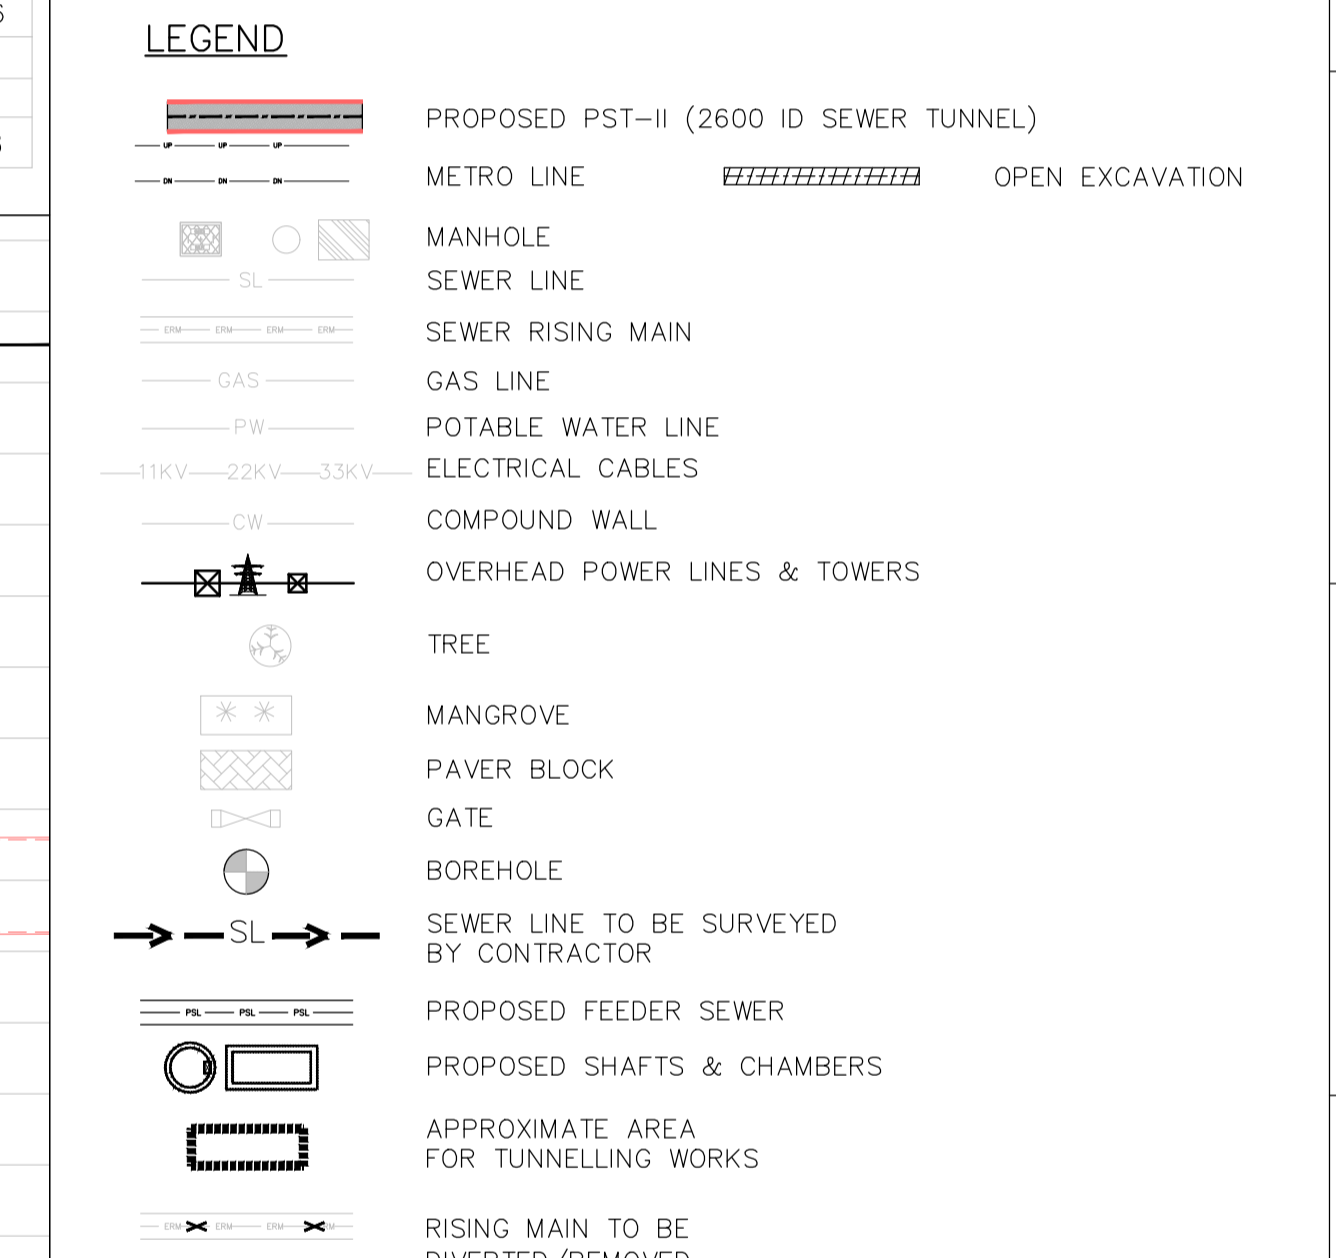 LEGEND
PROPOSED PST-II (2600 ID SEWER TUNNEL)
UP UP UP
DN DN DN METRO LINE OPEN EXCAVATION
MANHOLE
SL SEWER LINE
ERM ERM ERM ERM SEWER RISING MAIN
GAS GAS LINE
PW POTABLE WATER LINE
11KV 22KV 33KV ELECTRICAL CABLES
CW COMPOUND WALL
OVERHEAD POWER LINES & TOWERS
TREE
MANGROVE
PAVER BLOCK
GATE
BOREHOLE
SL SEWER LINE TO BE SURVEYED
BY CONTRACTOR
PSL PSL PSL PROPOSED FEEDER SEWER
PROPOSED SHAFTS & CHAMBERS
APPROXIMATE AREA
FOR TUNNELLING WORKS
ERM ERM ERM RISING MAIN TO BE
DIVERTED/REMOVED